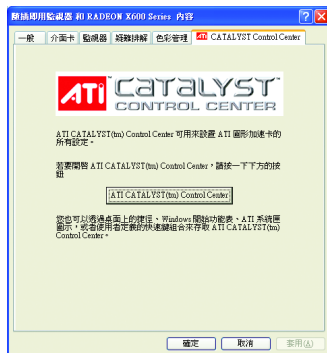 隨插即用監視器 和 RADEON X600 Series 內容
一般 介面卡 監視器 疑難排解 色彩管理 ATI CATALYST Control Center
ATI CATALYST™
CONTROL CENTER
ATI CATALYST(tm) Control Center 可用來設置 ATI 圖形加速卡的
所有設定。
若要開啓 ATI CATALYST(tm) Control Center，請按一下下方的按
鈕
ATI CATALYST(tm) Control Center
您也可以透過桌面上的捷徑、Windows 開始功能表、ATI 系統匣
圖示，或者使用者定義的快速鍵組合來存取 ATI CATALYST(tm)
Control Center。
確定 取消 套用(A)